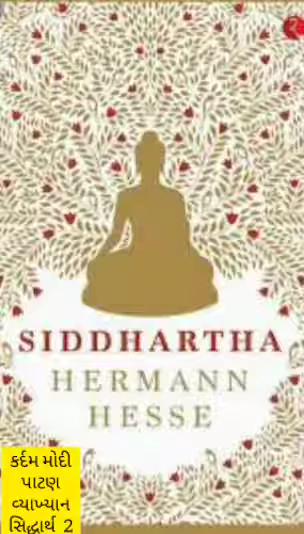 SIDDHARTHA
HERMANN
HESSE
કર્દમ મોદી
પાટણ
વ્યાખ્યાન
સિદ્ધાર્થ 2